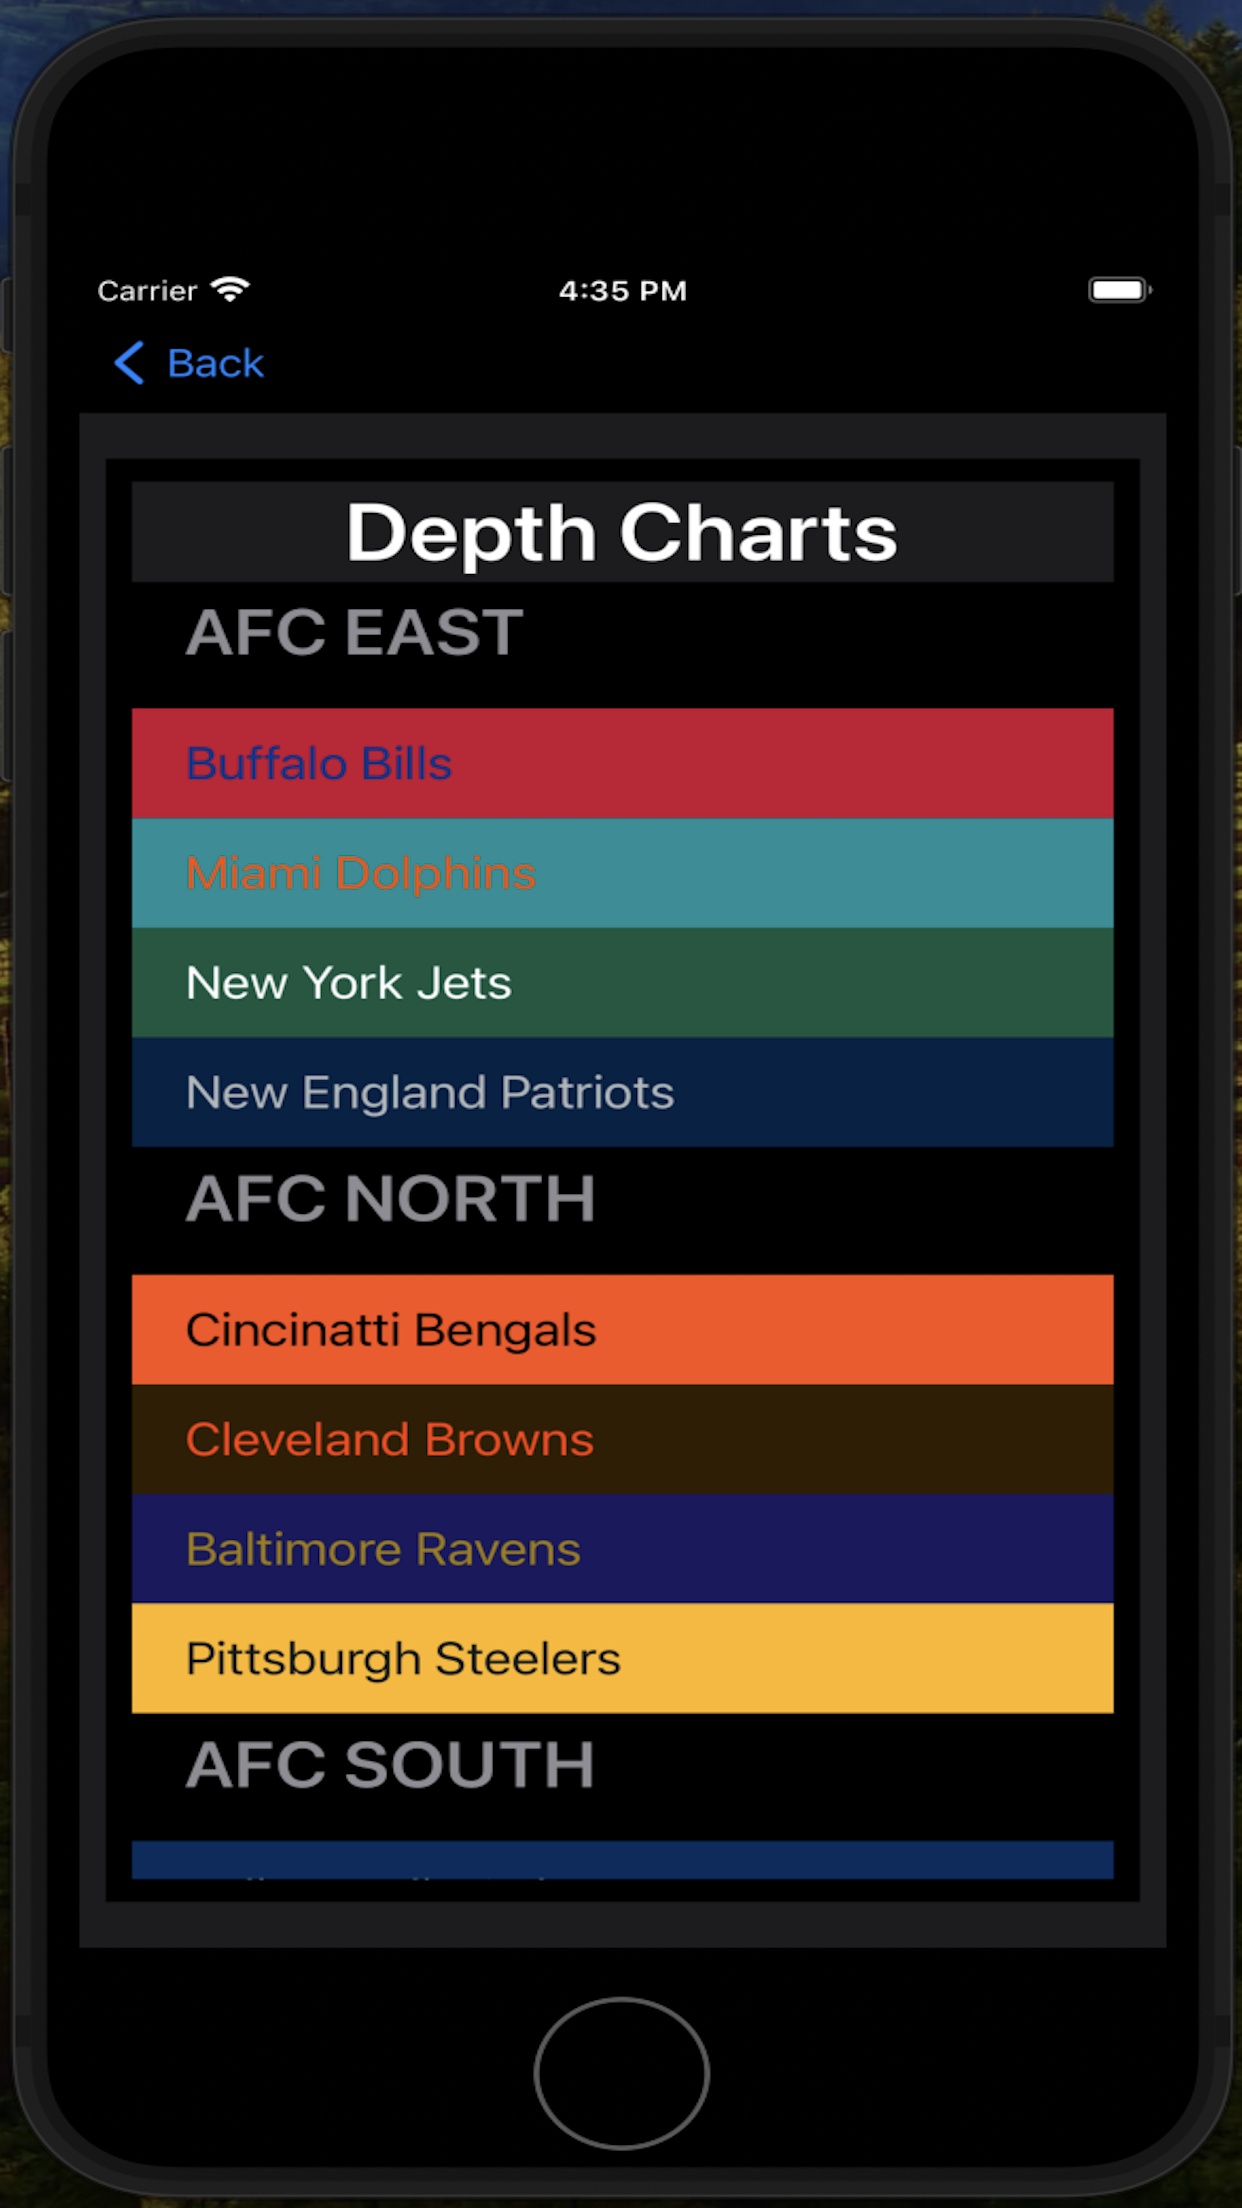 Carrier
4:35 PM
Back
Depth Charts
AFC EAST
Buffalo Bills
Miami Dolphins
New York Jets
New England Patriots
AFC NORTH
Cincinatti Bengals
Cleveland Browns
Baltimore Ravens
Pittsburgh Steelers
AFC SOUTH